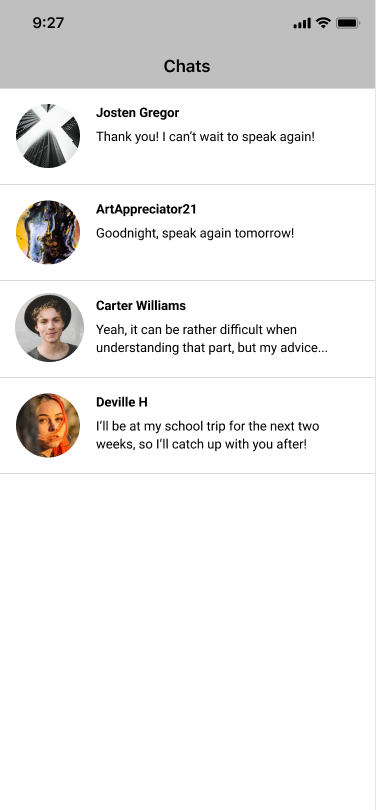 9:27
Chats
Josten Gregor
Thank you! I can’t wait to speak again!
ArtAppreciator21
Goodnight, speak again tomorrow!
Carter Williams
Yeah, it can be rather difficult when
understanding that part, but my advice...
Deville H
I’ll be at my school trip for the next two
weeks, so I’ll catch up with you after!